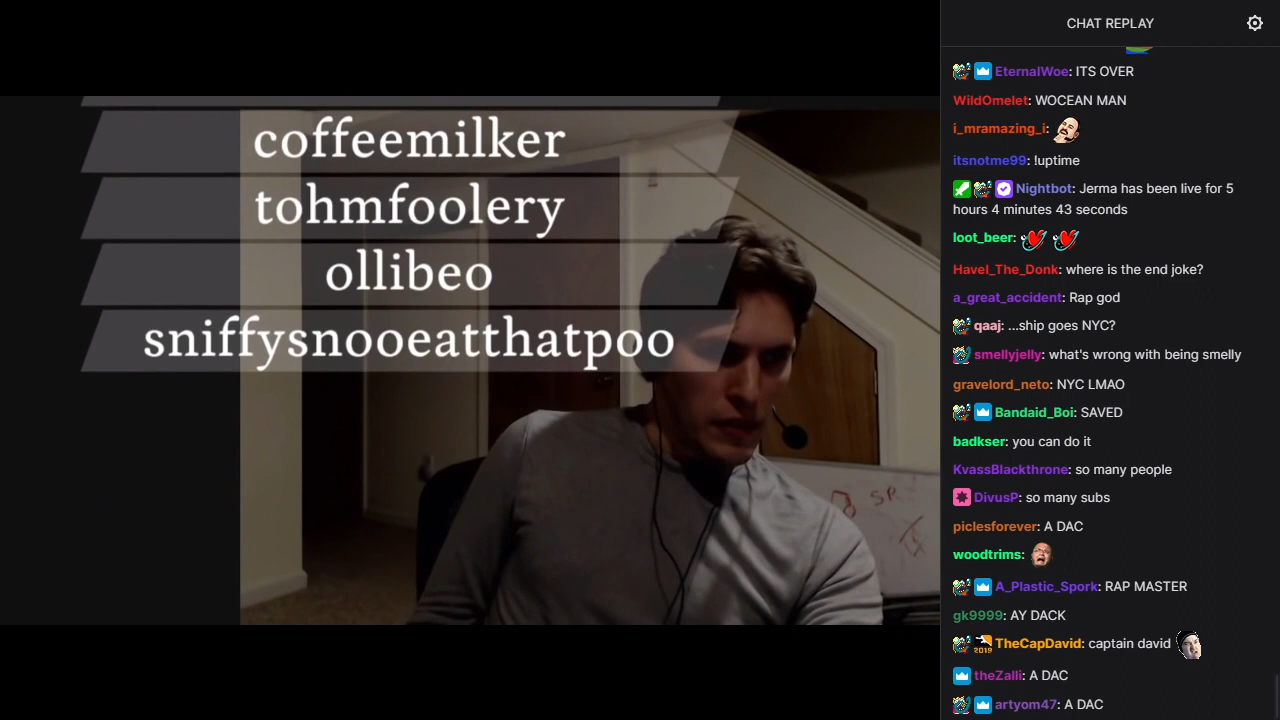 coffeemilker
tohmfoolery
ollibeo
sniffysnooeatthatpoo
SR
CHAT REPLAY
EternalWoe: ITS OVER
WildOmelet: WOCEAN MAN
i_mramazing_i:
itsnotme99: !uptime
Nightbot: Jerma has been live for 5
hours 4 minutes 43 seconds
loot_beer:
Havel_The_Donk: where is the end joke?
a_great_accident: Rap god
qaaj: ...ship goes NYC?
smellyjelly: what's wrong with being smelly
gravelord_neto: NYC LMAO
Bandaid_Boi: SAVED
badkser: you can do it
KvassBlackthrone: so many people
DivusP: so many subs
piclesforever: A DAC
woodtrims:
A_Plastic_Spork: RAP MASTER
gk9999: AY DACK
2019 TheCapDavid: captain david
theZalli: A DAC
artyom47: A DAC